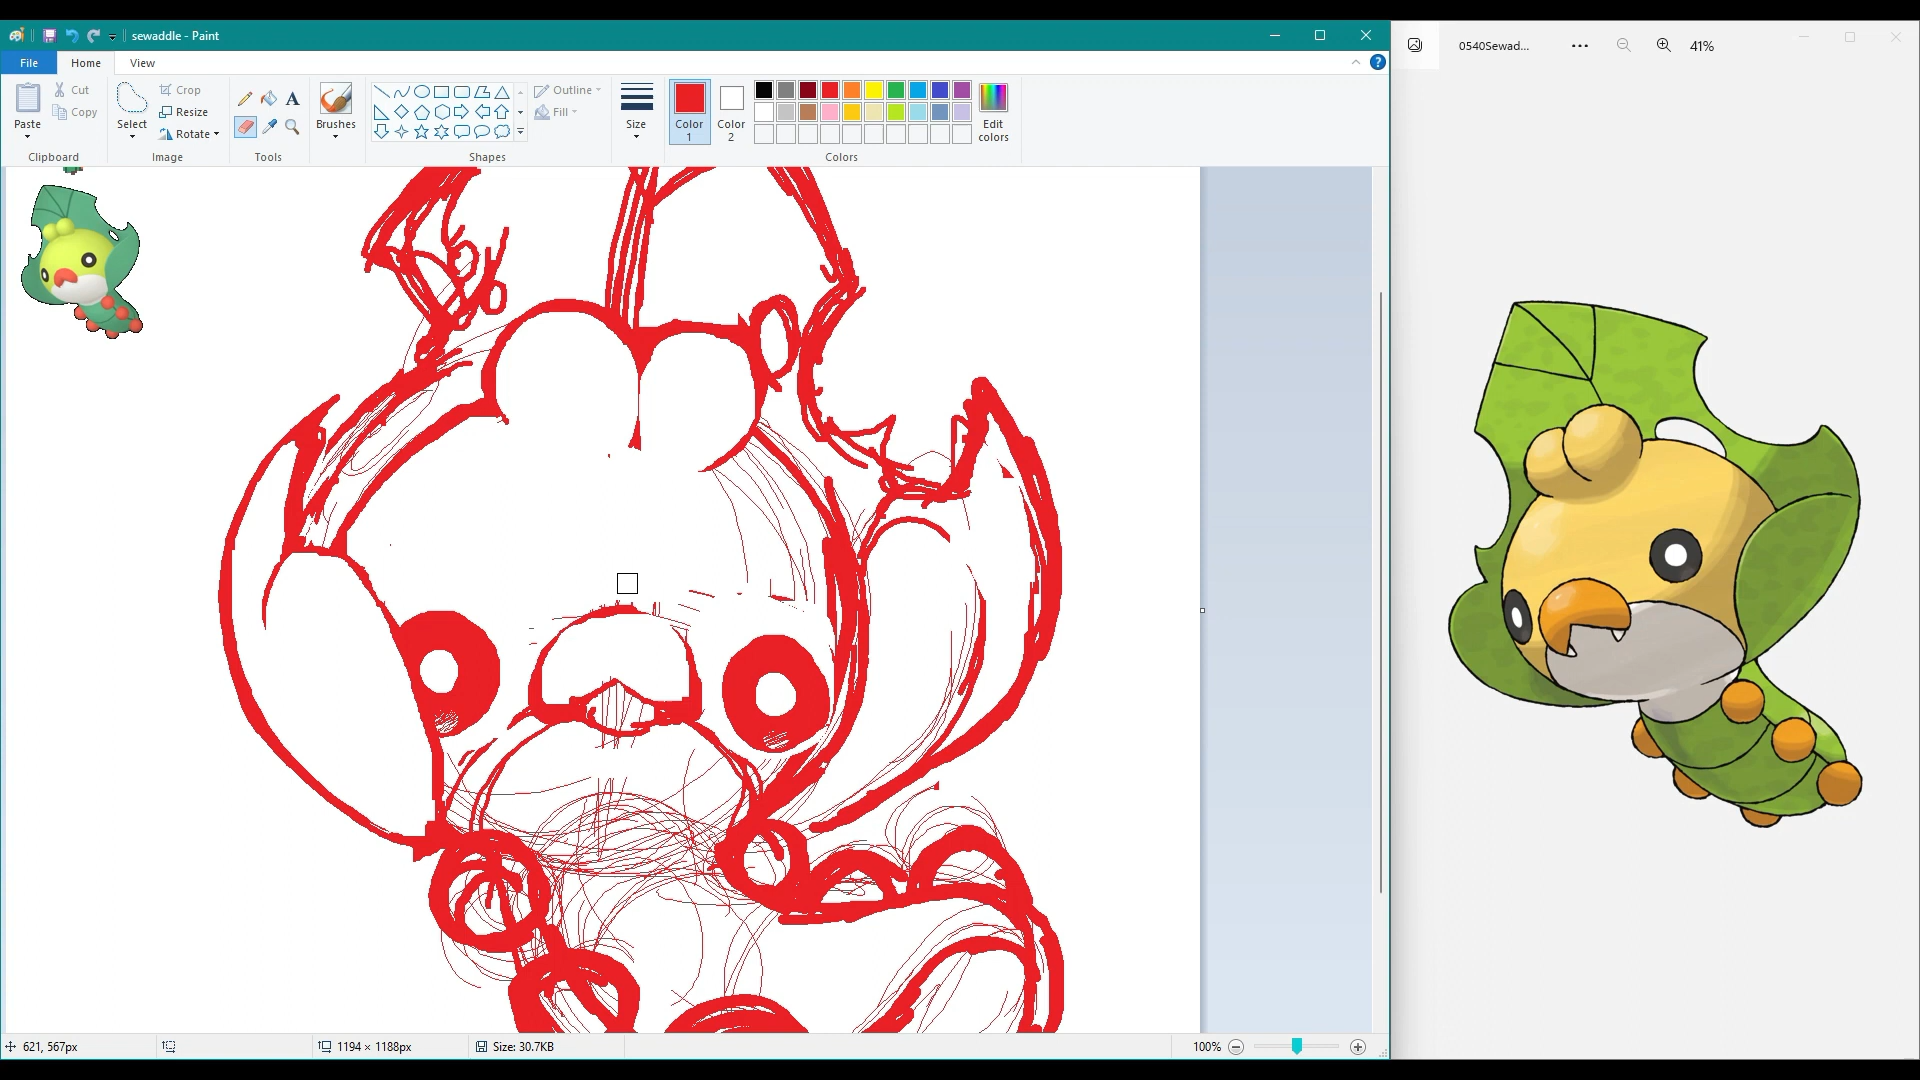 sewaddle - Paint
0540Sewad... 41%
File Home View
Paste Cut Copy Select Crop Resize Rotate A Brushes Outline Fill Size Color 1 Color 2 Edit colors
Clipboard Image Tools Shapes Colors
621, 567px 1194 × 1188px Size: 30.7KB 100%